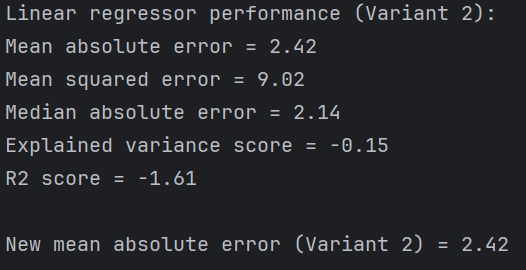 Linear regressor performance (Variant 2):
Mean absolute error = 2.42
Mean squared error = 9.02
Median absolute error = 2.14
Explained variance score = -0.15
R2 score = -1.61
New mean absolute error (Variant 2) = 2.42